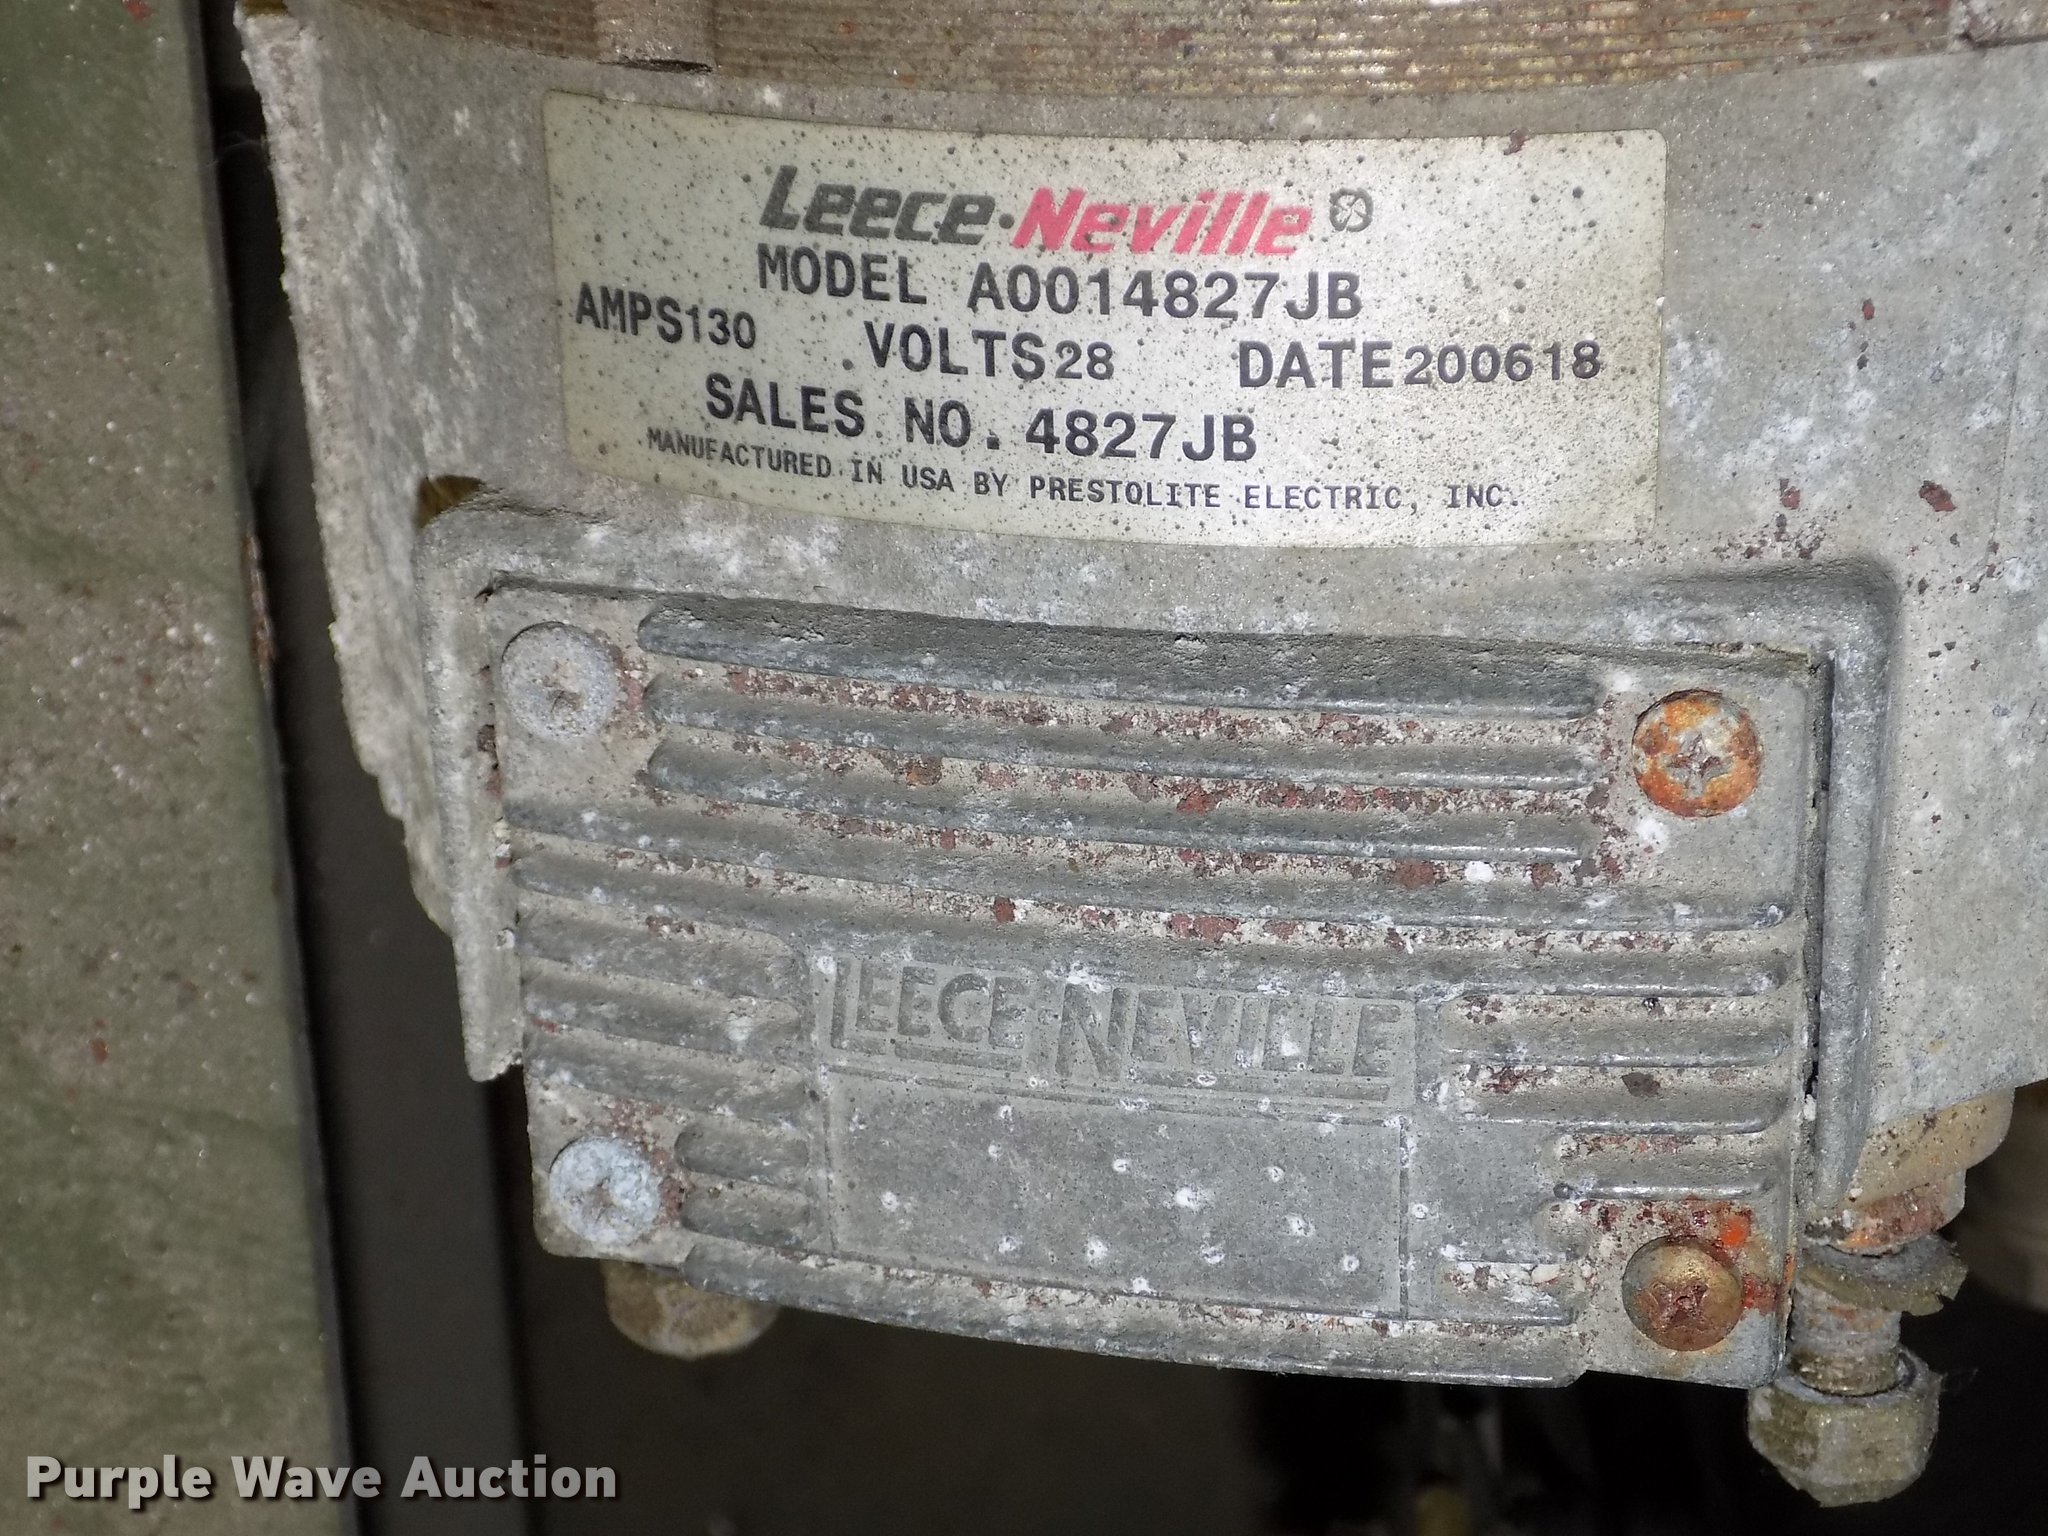 Leece-Neville
MODEL A0014827JB
AMPS130 VOLTS28 DATE200618
SALES NO. 4827JB
MANUFACTURED IN USA BY PRESTOLITE ELECTRIC, INC.
LEECE-NEVILLE
Purple Wave Auction